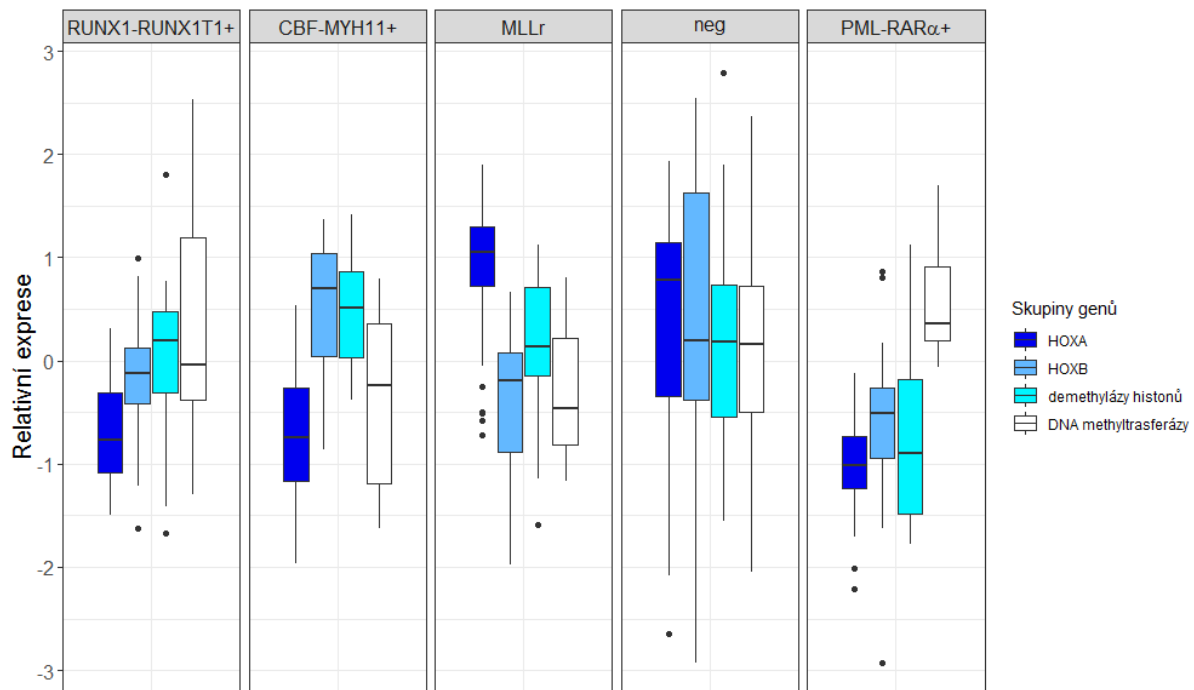 RUNX1-RUNX1T1+ CBF-MYH11+ MLLr neg PML-RARα+
3
2
1
0
-1
-2
-3
Relativní exprese
Skupiny genů
HOXA
HOXB
demethylázy histonů
DNA methyltrasferázy